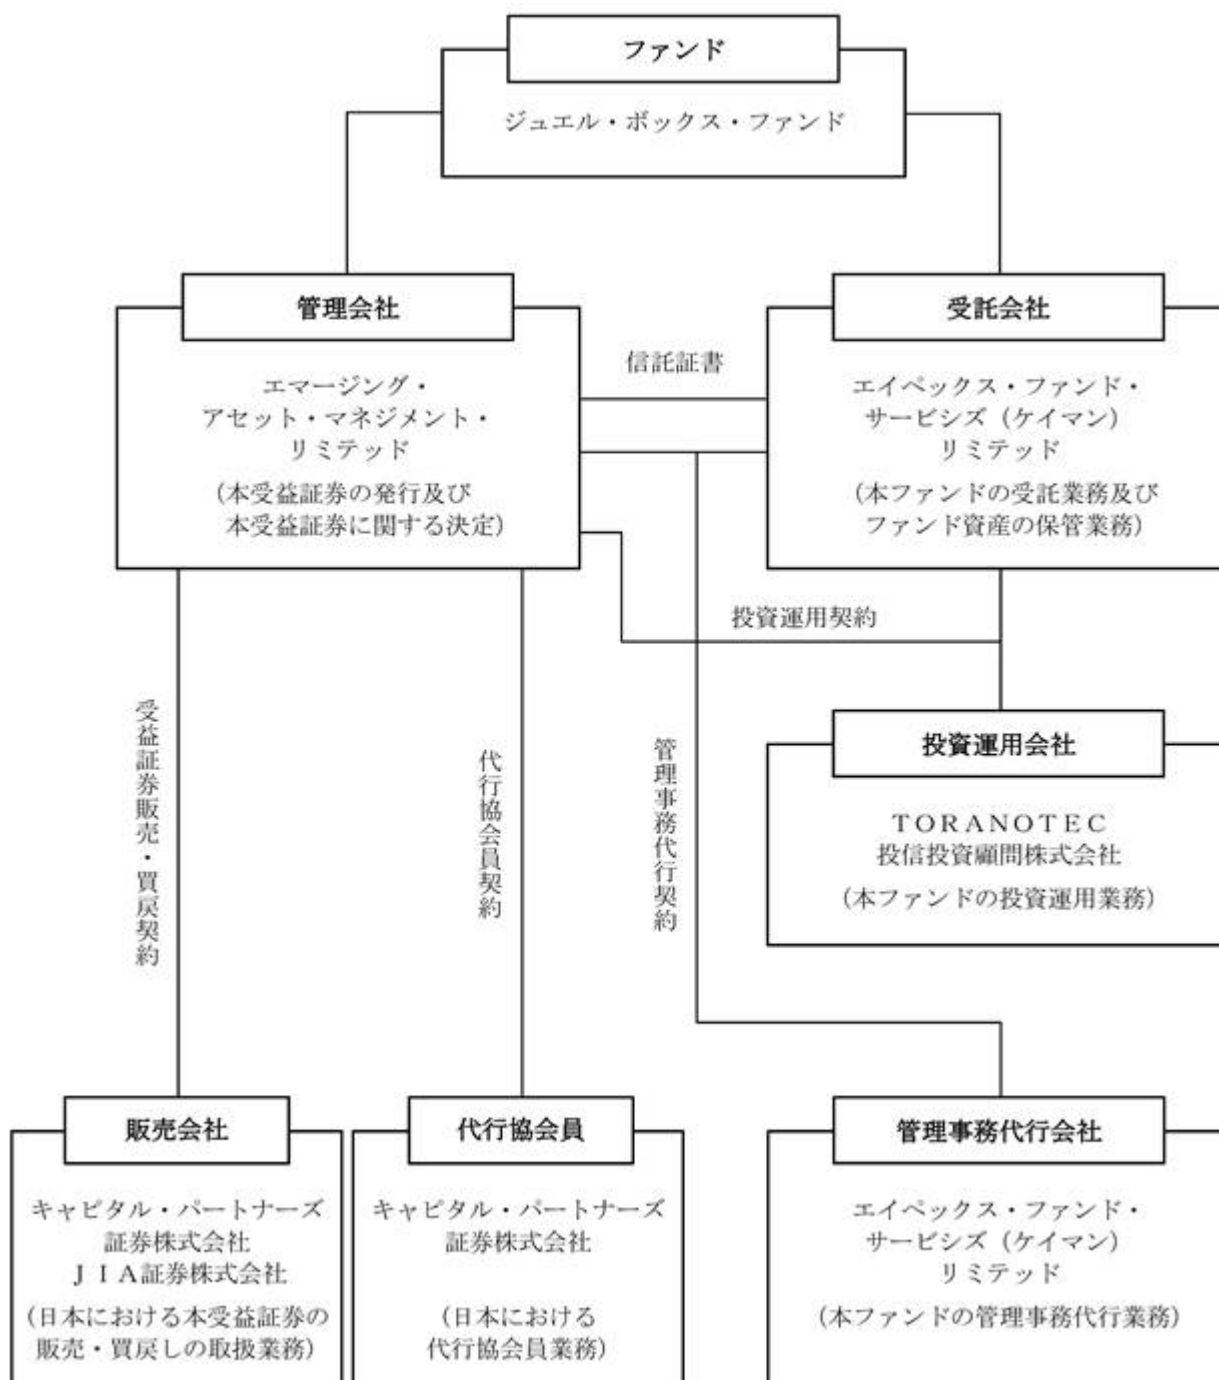 ファンド
ジュエル・ボックス・ファンド
管理会社
エマージング・
アセット・マネジメント・
リミテッド
（本受益証券の発行及び
本受益証券に関する決定）
信託証書
受託会社
エイペックス・ファンド・
サービシズ（ケイマン）
リミテッド
（本ファンドの受託業務及び
ファンド資産の保管業務）
投資運用契約
受益証券販売・買戻契約
代行協会員契約
管理事務代行契約
投資運用会社
ＴＯＲＡＮＯＴＥＣ
投信投資顧問株式会社
（本ファンドの投資運用業務）
販売会社
キャピタル・パートナーズ
証券株式会社
ＪＩＡ証券株式会社
（日本における本受益証券の
販売・買戻しの取扱業務）
代行協会員
キャピタル・パートナーズ
証券株式会社
（日本における
代行協会員業務）
管理事務代行会社
エイペックス・ファンド・
サービシズ（ケイマン）
リミテッド
（本ファンドの管理事務代行業務）